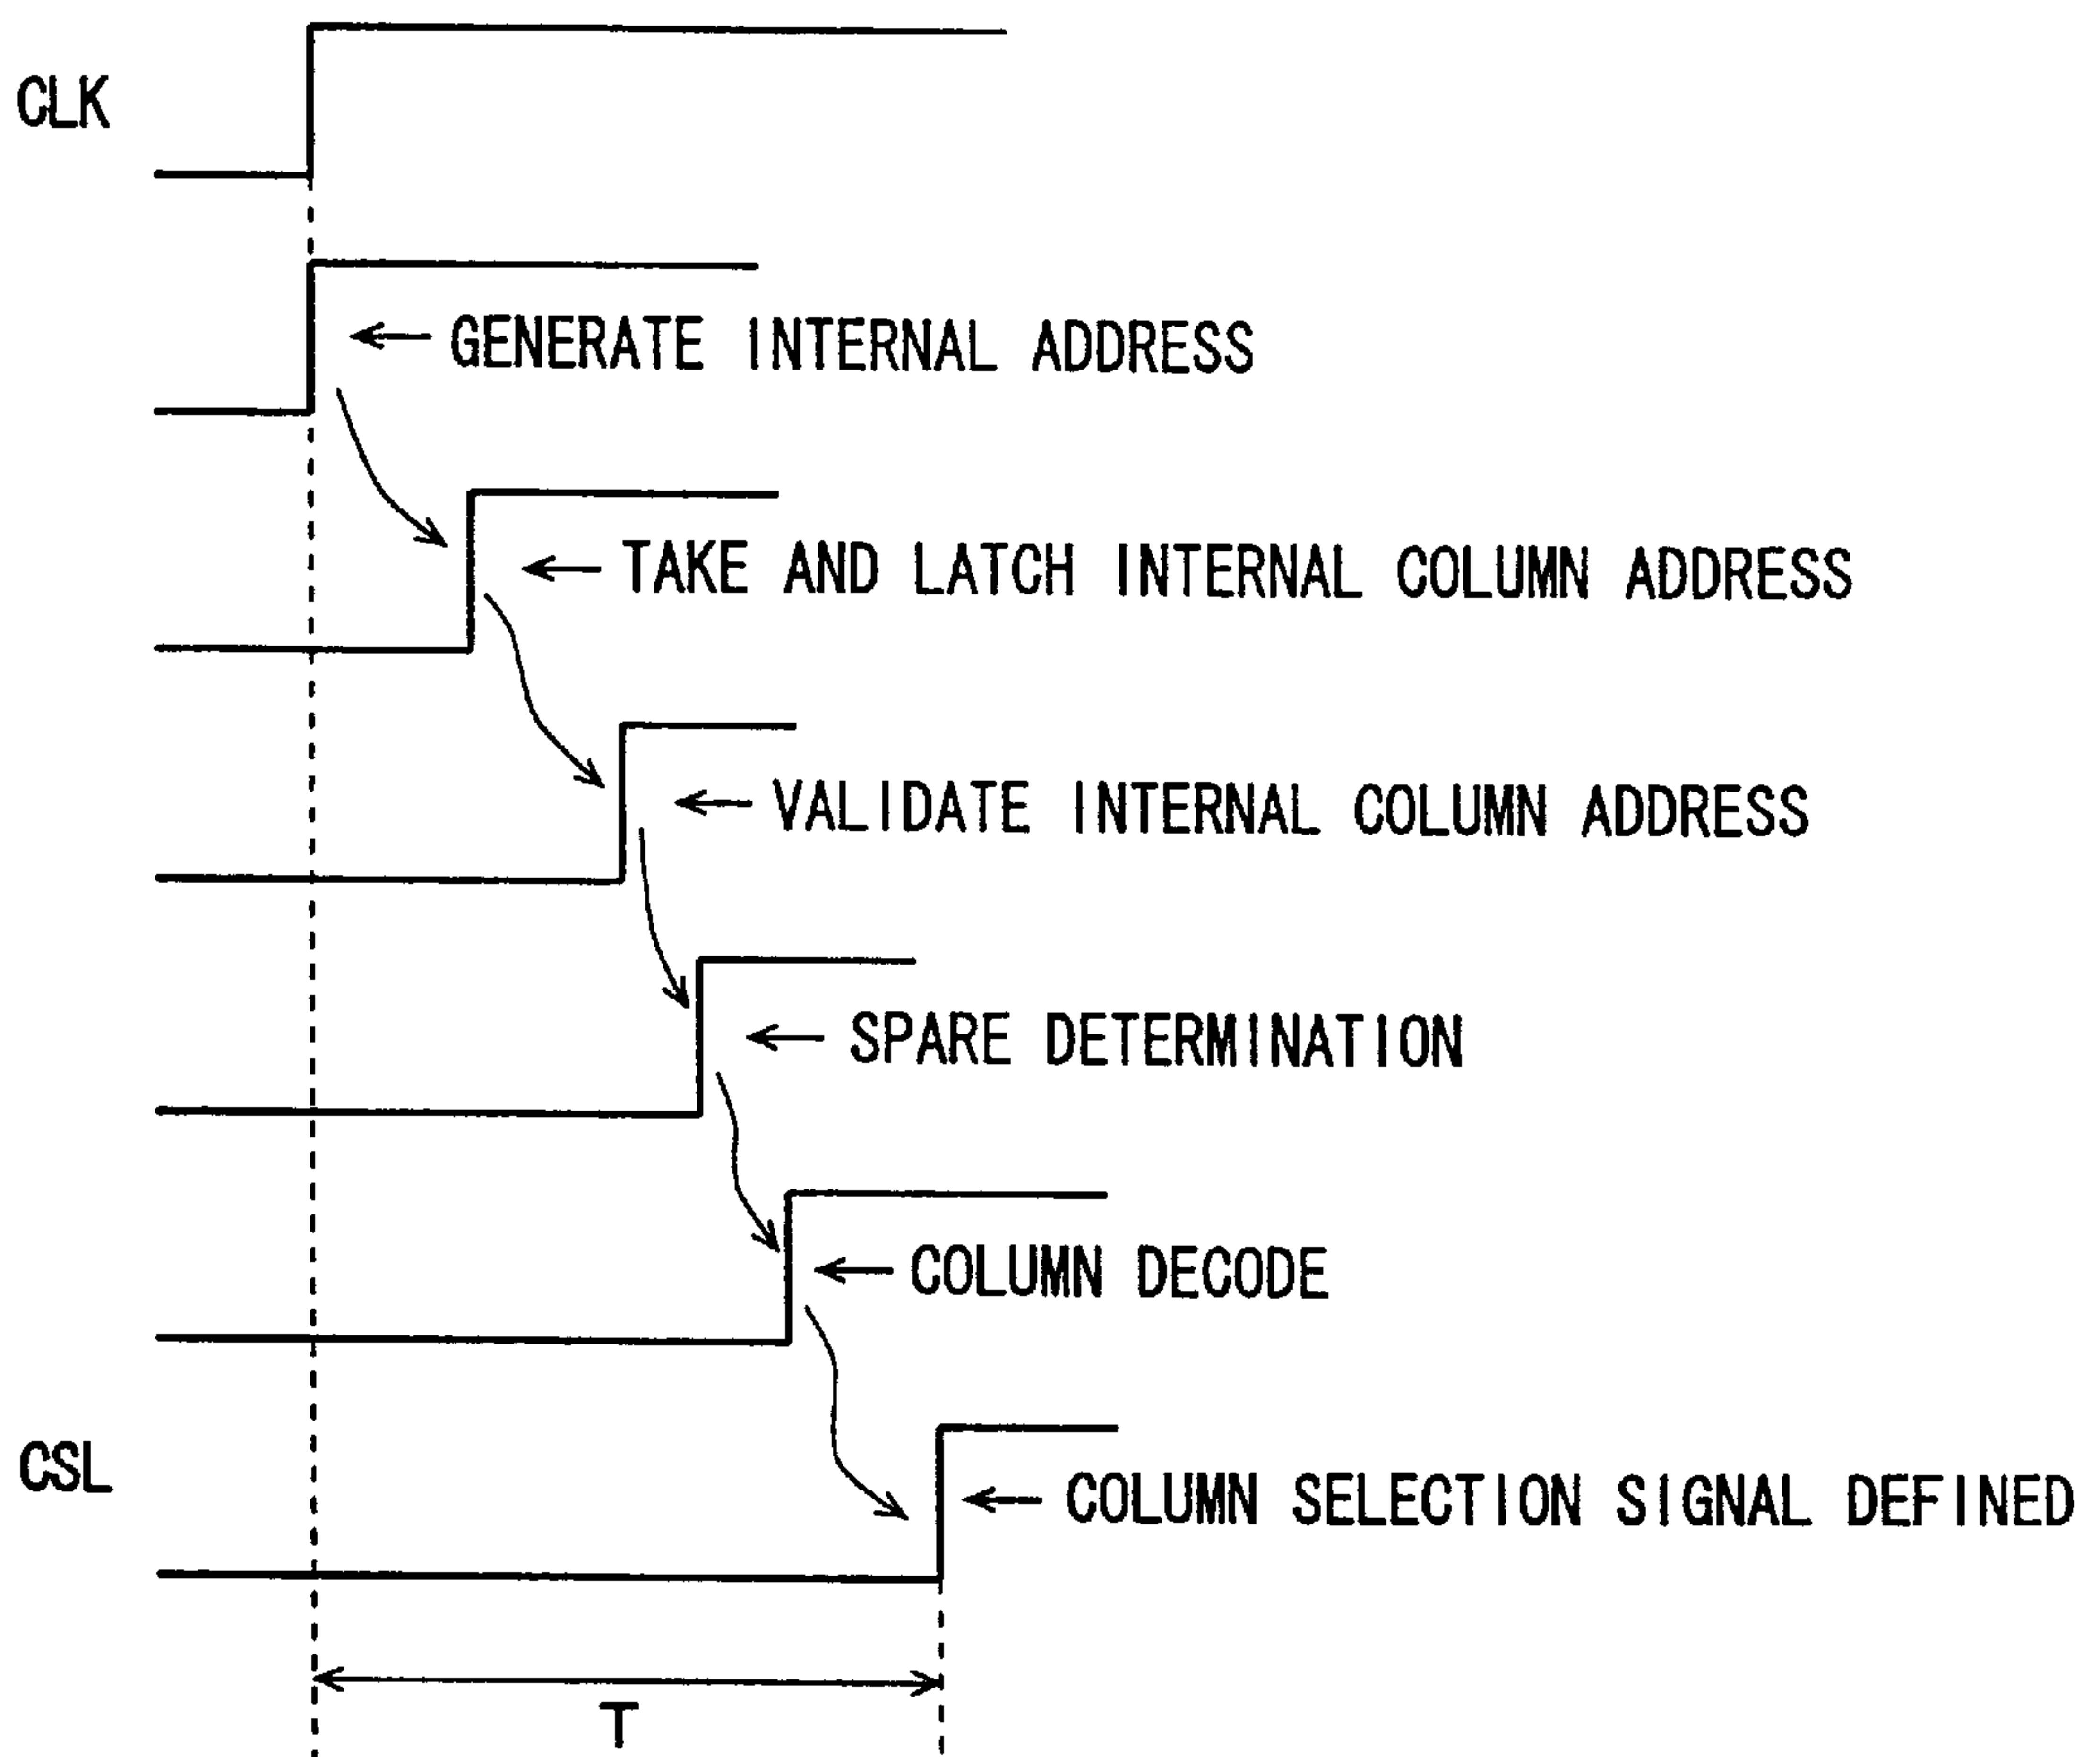 CLK
GENERATE INTERNAL ADDRESS
TAKE AND LATCH INTERNAL COLUMN ADDRESS
VALIDATE INTERNAL COLUMN ADDRESS
SPARE DETERMINATION
COLUMN DECODE
CSL
COLUMN SELECTION SIGNAL DEFINED
T